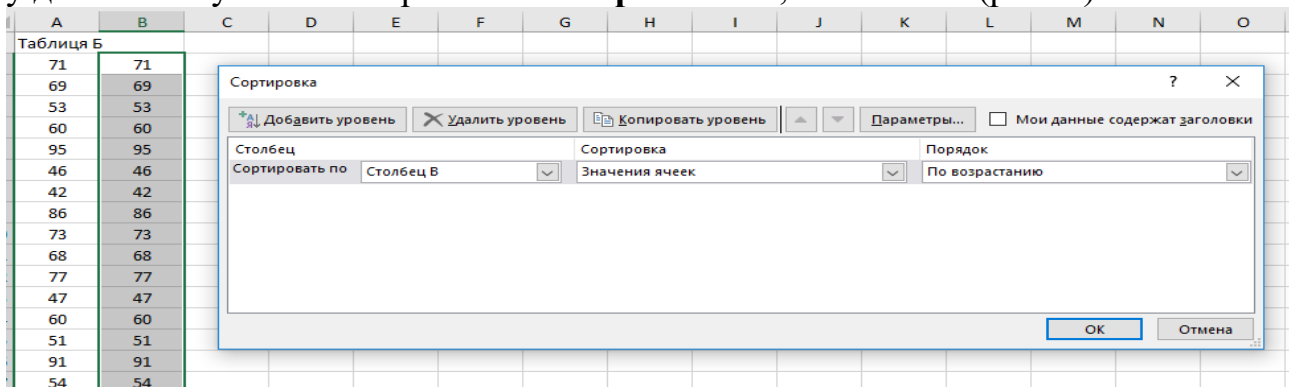 A B C D E F G H I J K L M N O
Таблиця Б
71 71
69 69
53 53
60 60
95 95
46 46
42 42
86 86
73 73
68 68
77 77
47 47
60 60
51 51
91 91
54 54
Сортировка ? ×
Добавить уровень Удалить уровень Копировать уровень Параметры... Мои данные содержат заголовки
Столбец Сортировка Порядок
Сортировать по Столбец B Значения ячеек По возрастанию
ОК Отмена